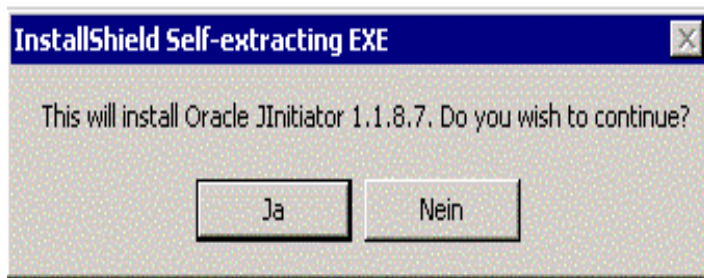 InstallShield Self-extracting EXE
This will install Oracle JInitiator 1.1.8.7. Do you wish to continue?
Ja
Nein